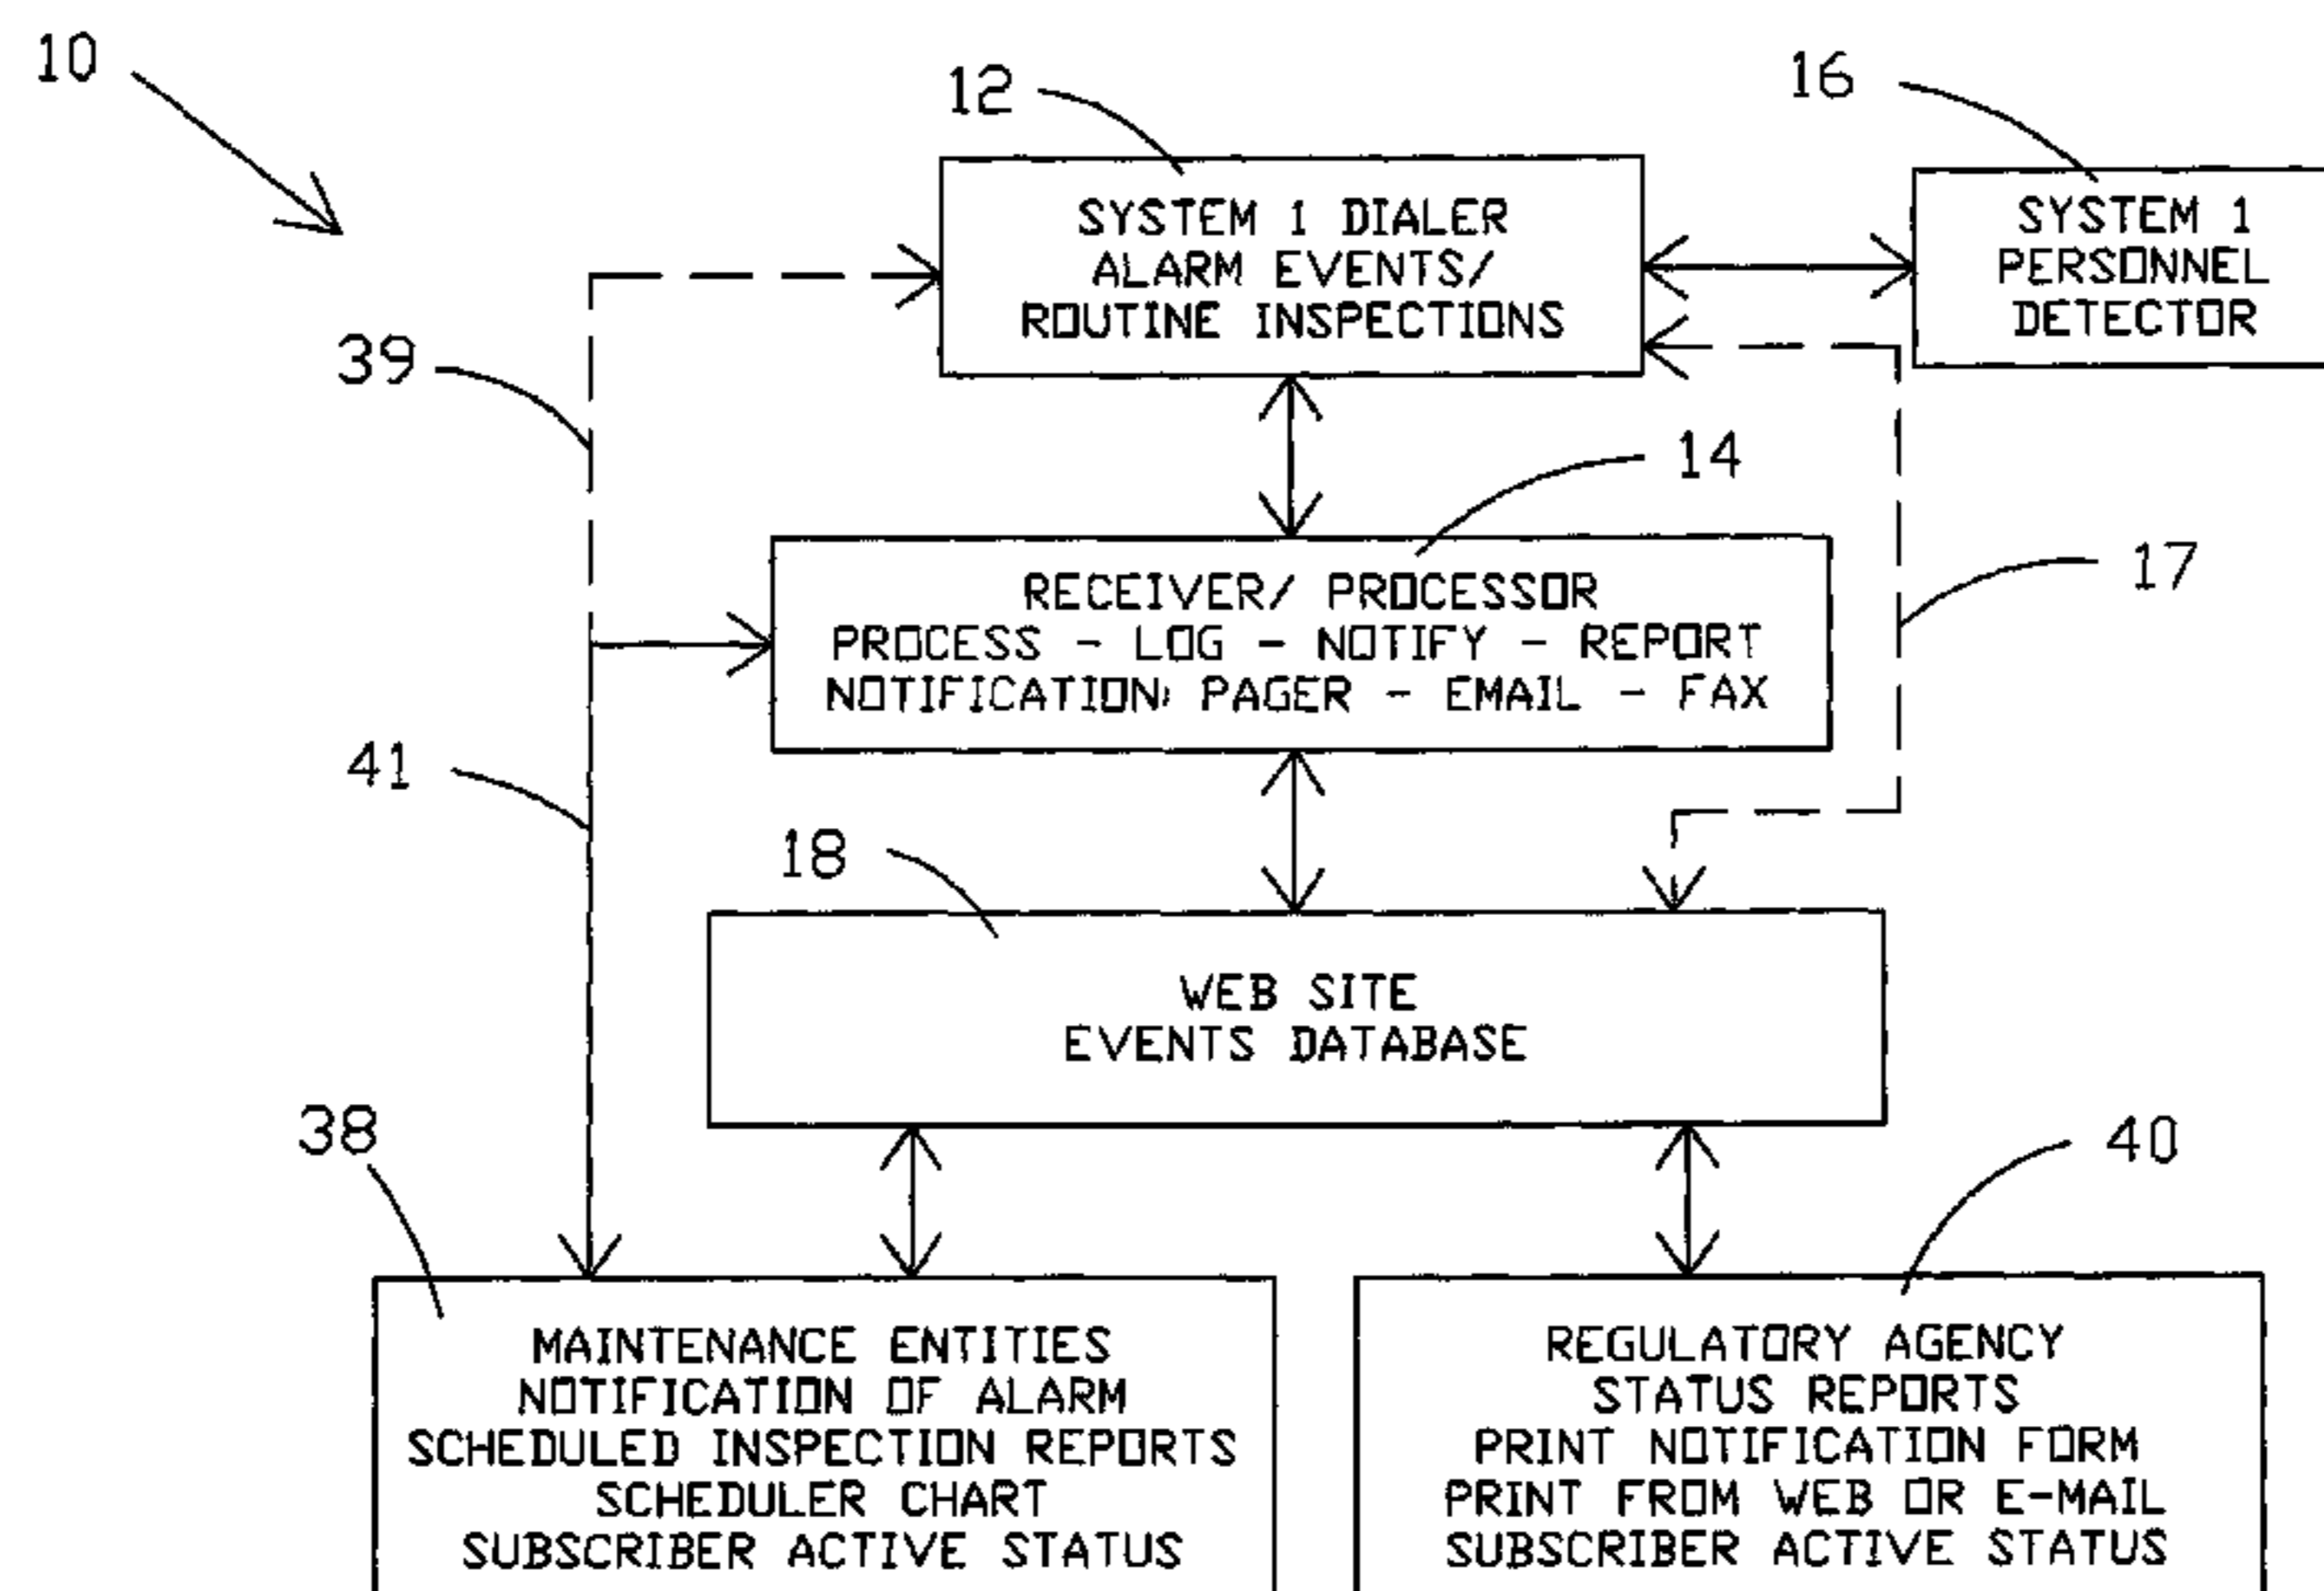 10
12
16
SYSTEM 1 DIALER
ALARM EVENTS/
ROUTINE INSPECTIONS
SYSTEM 1
PERSONNEL
DETECTOR
39
14
17
RECEIVER/ PROCESSOR
PROCESS - LOG - NOTIFY - REPORT
NOTIFICATION: PAGER - EMAIL - FAX
41
18
WEB SITE
EVENTS DATABASE
38
40
MAINTENANCE ENTITIES
NOTIFICATION OF ALARM
SCHEDULED INSPECTION REPORTS
SCHEDULER CHART
SUBSCRIBER ACTIVE STATUS
REGULATORY AGENCY
STATUS REPORTS
PRINT NOTIFICATION FORM
PRINT FROM WEB OR E-MAIL
SUBSCRIBER ACTIVE STATUS